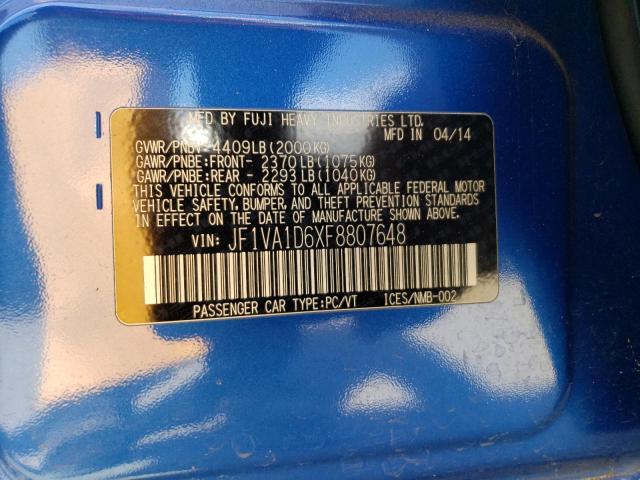 MFD BY FUJI HEAVY INDUSTRIES LTD.
MFD IN 04/14
GVWR/PNBV-4409LB(2000KG)
GAWR/PNBE:FRONT- 2370LB(1075KG)
GAWR/PNBE:REAR - 2293LB(1040KG)
THIS VEHICLE CONFORMS TO ALL APPLICABLE FEDERAL MOTOR
VEHICLE SAFETY, BUMPER, AND THEFT PREVENTION STANDARDS
IN EFFECT ON THE DATE OF MANUFACTURE SHOWN ABOVE.
VIN: JF1VA1D6XF8807648
PASSENGER CAR TYPE:PC/VT ICES/NMB-002